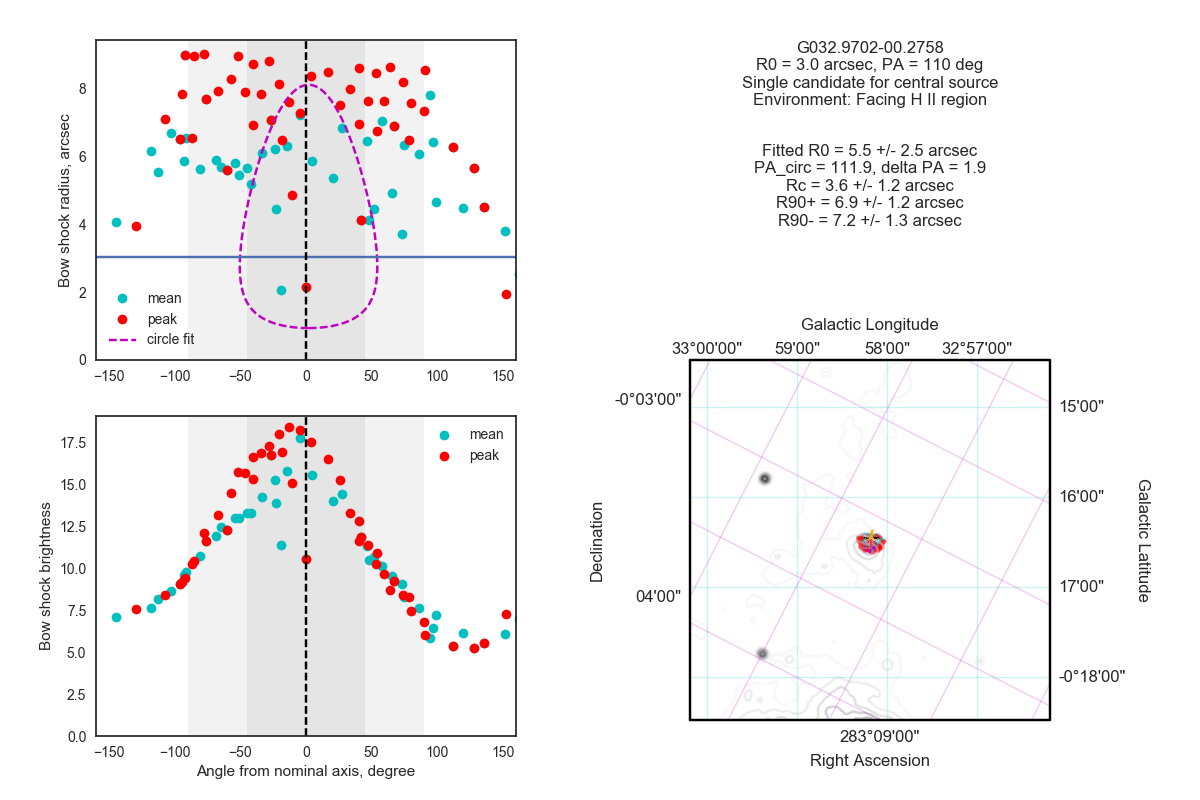 G032.9702-00.2758
R0 = 3.0 arcsec, PA = 110 deg
Single candidate for central source
Environment: Facing H II region
Fitted R0 = 5.5 +/- 2.5 arcsec
PA_circ = 111.9, delta PA = 1.9
Rc = 3.6 +/- 1.2 arcsec
R90+ = 6.9 +/- 1.2 arcsec
R90- = 7.2 +/- 1.3 arcsec
Bow shock radius, arcsec
8
6
4
2
0
mean
peak
circle fit
−150 −100 −50 0 50 100 150
Bow shock brightness
17.5
15.0
12.5
10.0
7.5
5.0
2.5
0.0
mean
peak
−150 −100 −50 0 50 100 150
Angle from nominal axis, degree
Galactic Longitude
33°00'00" 59'00" 58'00" 32°57'00"
-0°03'00"
04'00"
Declination
15'00"
16'00"
17'00"
-0°18'00"
Galactic Latitude
283°09'00"
Right Ascension